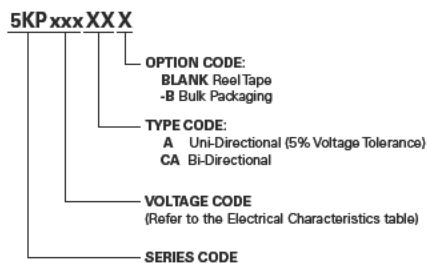 5KPxxxXXX
OPTION CODE:
BLANK Reel Tape
-B Bulk Packaging
TYPE CODE:
A Uni-Directional (5% Voltage Tolerance)
CA Bi-Directional
VOLTAGE CODE
(Refer to the Electrical Characteristics table)
SERIES CODE